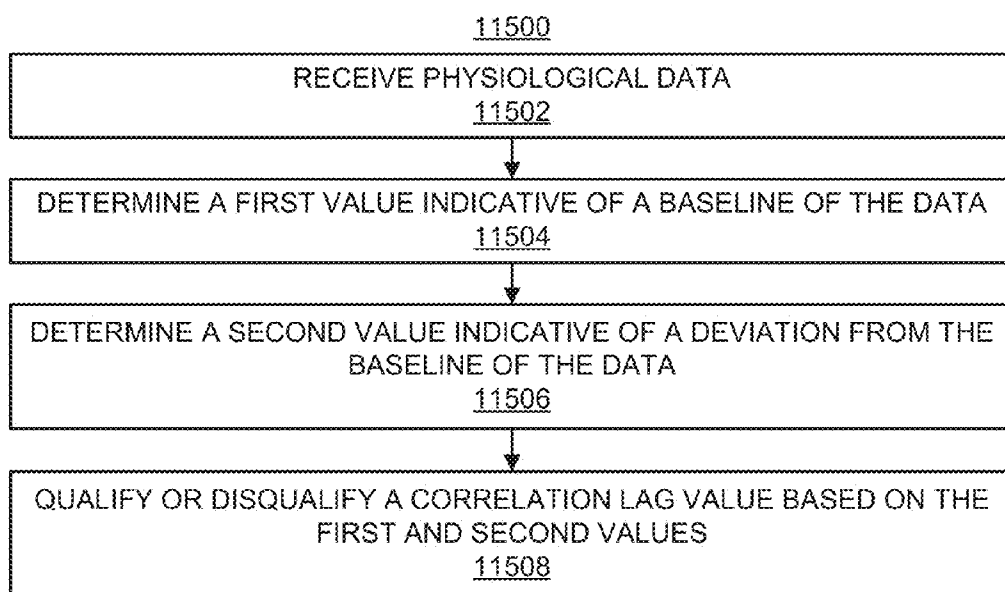 11500
RECEIVE PHYSIOLOGICAL DATA
11502
DETERMINE A FIRST VALUE INDICATIVE OF A BASELINE OF THE DATA
11504
DETERMINE A SECOND VALUE INDICATIVE OF A DEVIATION FROM THE
BASELINE OF THE DATA
11506
QUALIFY OR DISQUALIFY A CORRELATION LAG VALUE BASED ON THE
FIRST AND SECOND VALUES
11508